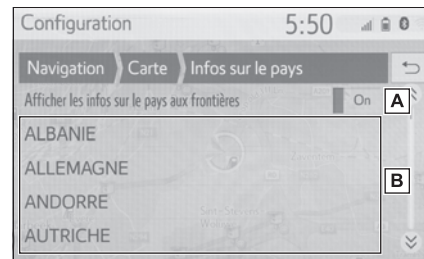 Configuration 5:50
Navigation Carte Infos sur le pays
Afficher les infos sur le pays aux frontières On A
ALBANIE
ALLEMAGNE
B
ANDORRE
AUTRICHE